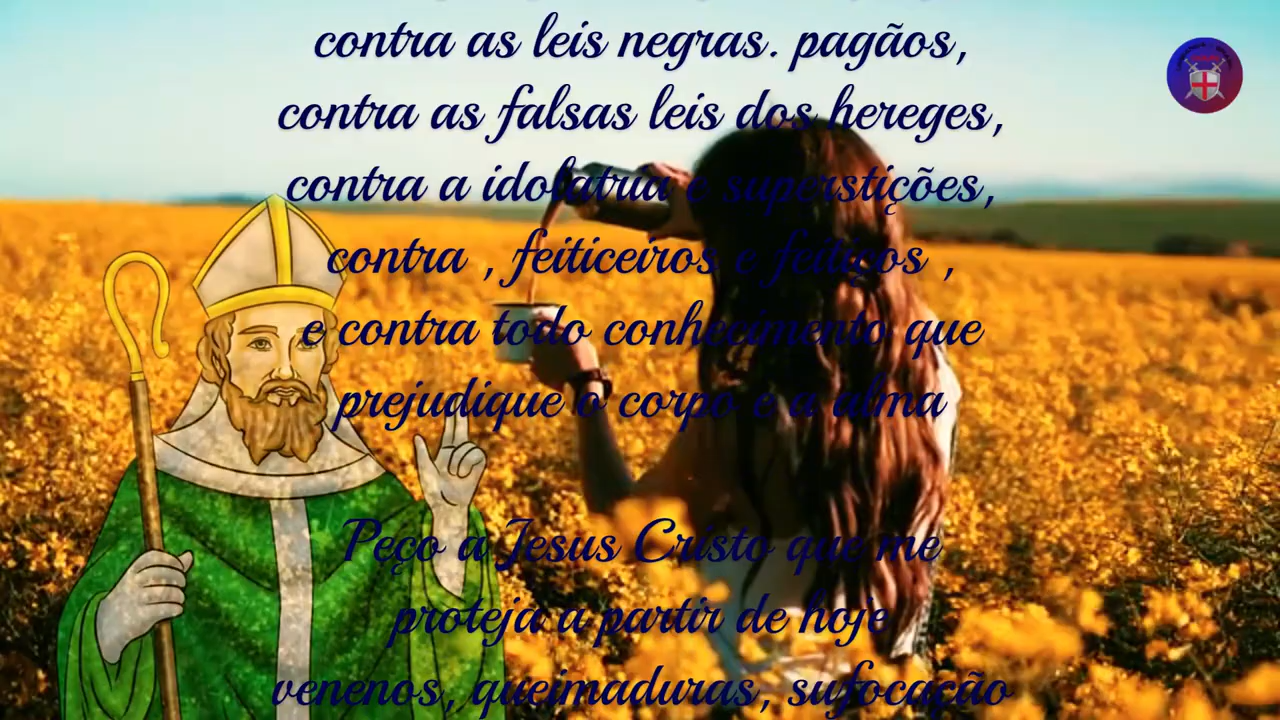 contra as leis negras. pagãos,
contra as falsas leis dos hereges,
contra a idolatria e superstições,
contra , feiticeiros e feitiços ,
e contra todo conhecimento que
prejudique o corpo e a alma
Peço a Jesus Cristo que me
proteja a partir de hoje
venenos, queimaduras, sufocação